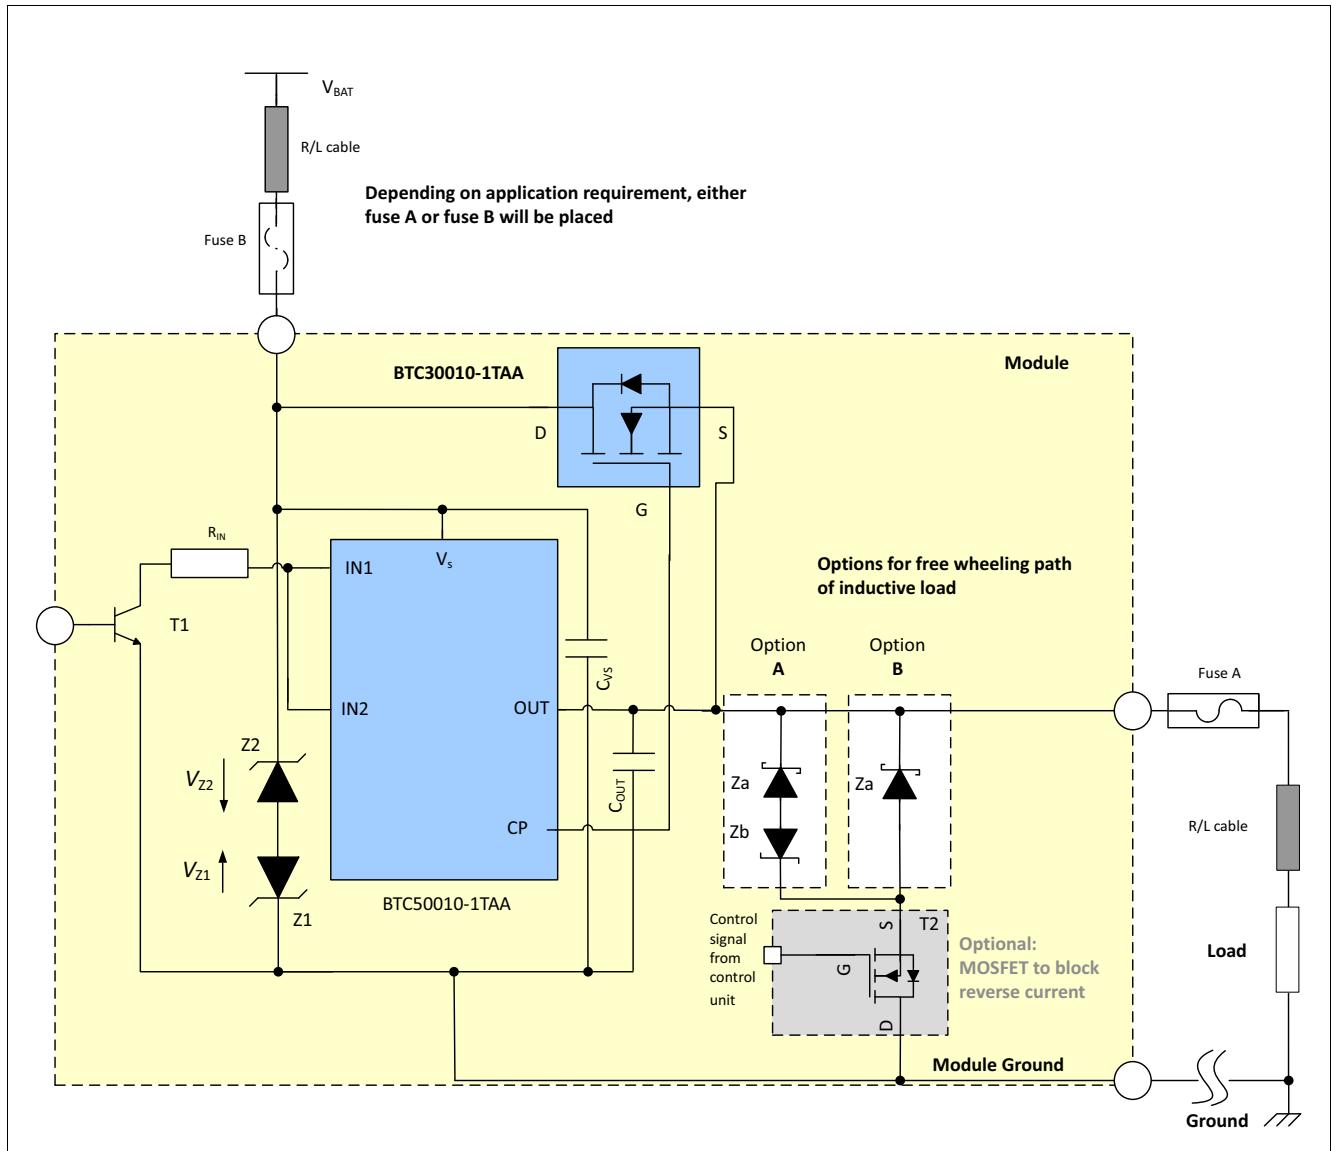 V_BAT
R/L cable
Depending on application requirement, either
fuse A or fuse B will be placed
Fuse B
BTC30010-1TAA
Module
D
S
G
R_IN
IN1
V_s
Options for free wheeling path
of inductive load
T1
Option
A
Option
B
C_VS
Fuse A
IN2
OUT
Z2
V_Z2
C_OUT
Za
Za
Zb
CP
R/L cable
V_Z1
Z1
BTC50010-1TAA
Control
signal
from
control
unit
S
T2
G
D
Optional:
MOSFET to block
reverse current
Load
Module Ground
Ground